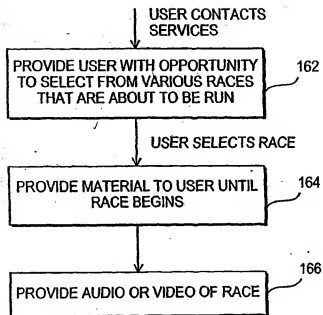 USER CONTACTS
SERVICES
PROVIDE USER WITH OPPORTUNITY
TO SELECT FROM VARIOUS RACES
THAT ARE ABOUT TO BE RUN
162
USER SELECTS RACE
PROVIDE MATERIAL TO USER UNTIL
RACE BEGINS
164
PROVIDE AUDIO OR VIDEO OF RACE
166